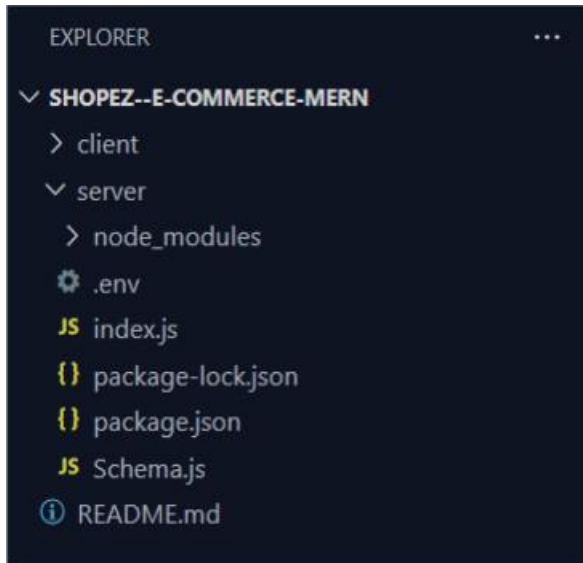 EXPLORER ...
SHOPEZ--E-COMMERCE-MERN
client
server
node_modules
.env
JS index.js
{} package-lock.json
{} package.json
JS Schema.js
README.md